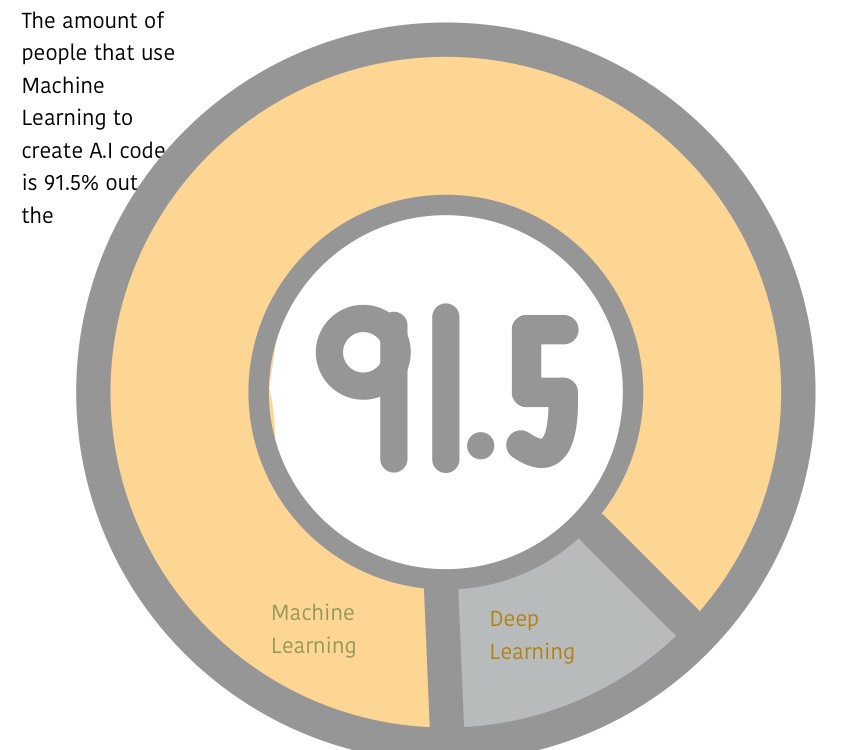 The amount of
people that use
Machine
Learning to
create A.I code
is 91.5% out
the
91.5
Machine
Learning
Deep
Learning